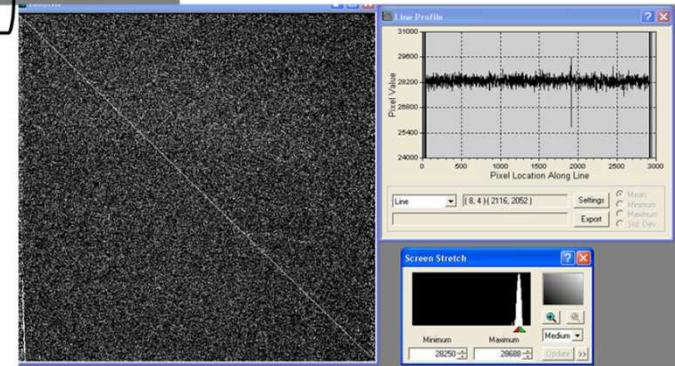 Line Profile
31000
29600
28200
26800
25400
24000
Pixel Value
0 500 1000 1500 2000 2500 3000
Pixel Location Along Line
Line ( 8, 4 )-( 2116, 2052 ) Settings
Export
Mean
Minimum
Maximum
Std. Dev.
Screen Stretch
Minimum Maximum
Medium
28250 28688 Update >>